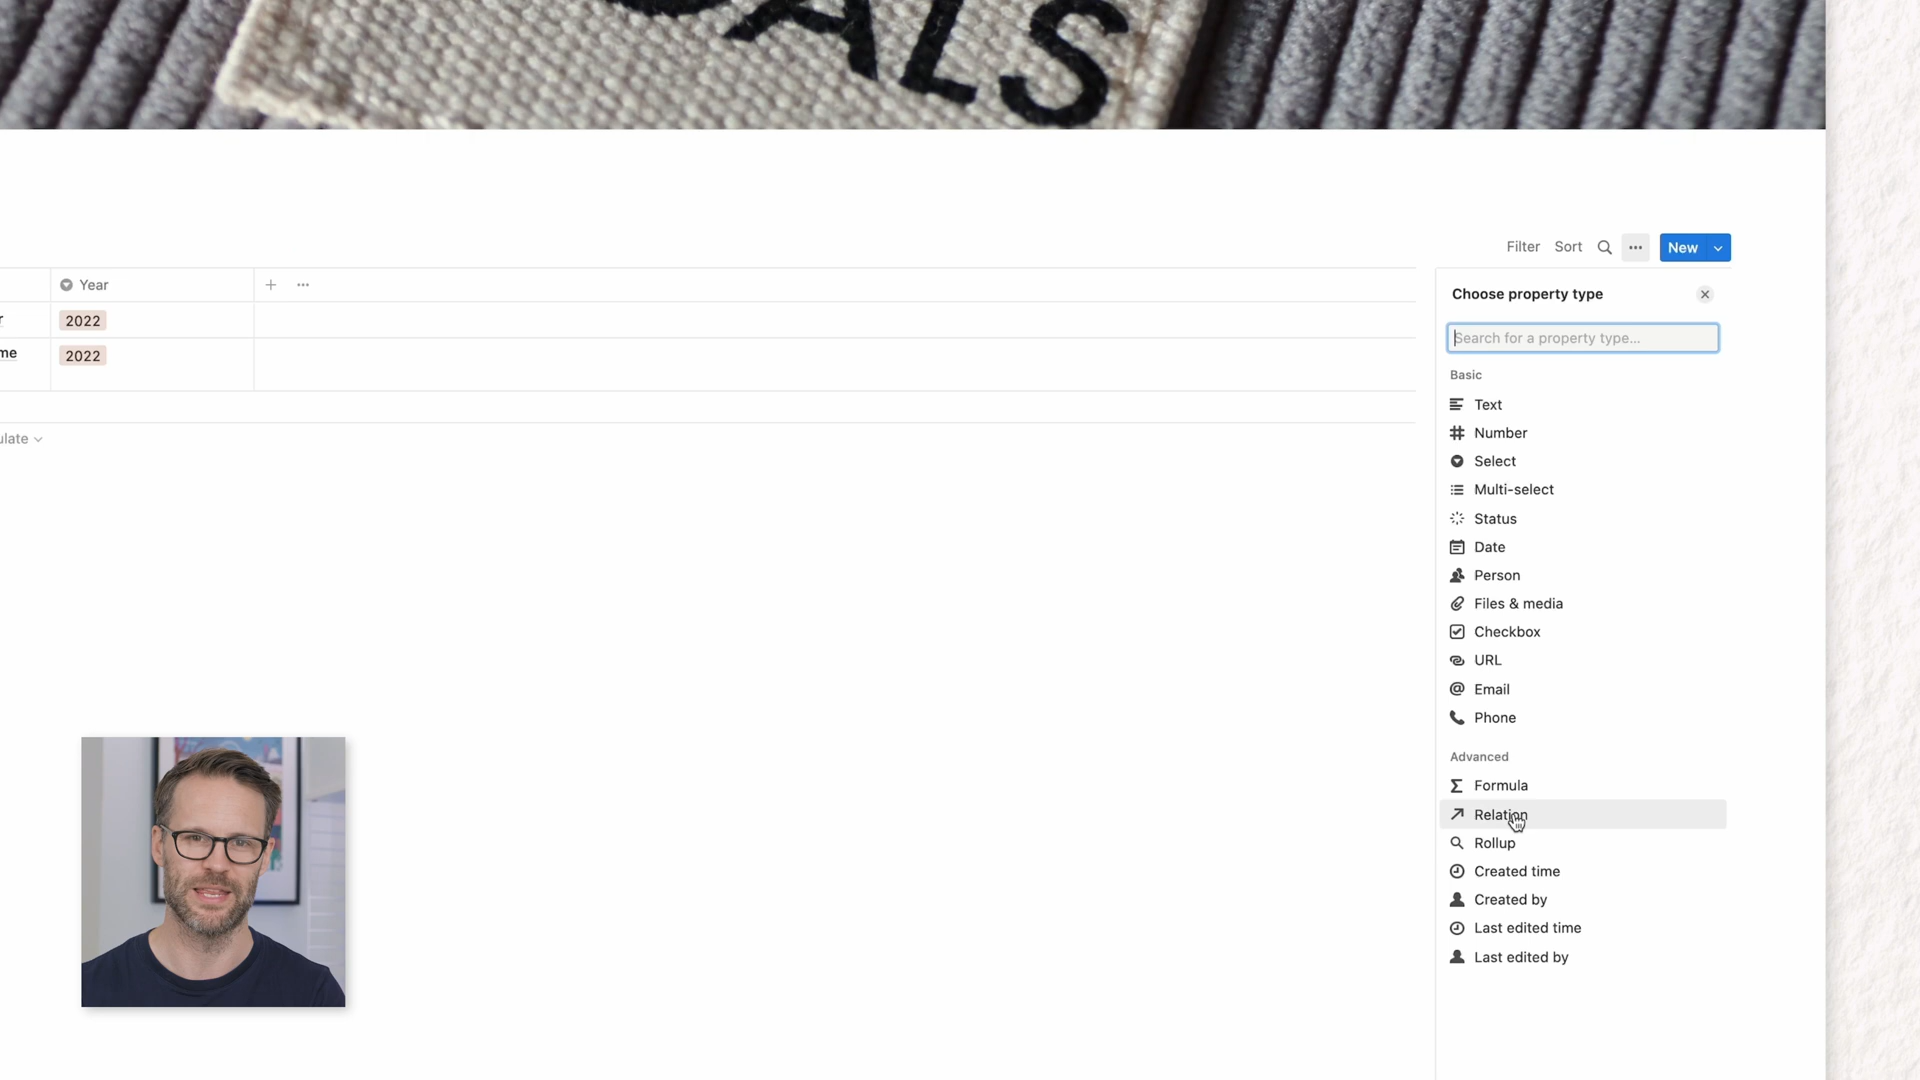 ALS
Filter Sort New
Choose property type
Year
Search for a property type...
2022
me
2022
ulate
Basic
Text
Number
Select
Multi-select
Status
Date
Person
Files & media
Checkbox
URL
Email
Phone
Advanced
Formula
Relation
Rollup
Created time
Created by
Last edited time
Last edited by